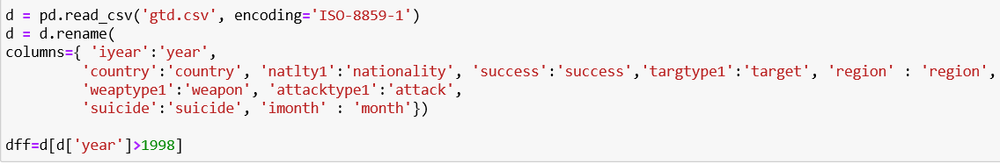 d = pd.read_csv('gtd.csv', encoding='ISO-8859-1')
d = d.rename(
columns={ 'iyear':'year',
'country':'country', 'natlty1':'nationality', 'success':'success','targtype1':'target', 'region' : 'region',
'weaptype1':'weapon', 'attacktype1':'attack',
'suicide':'suicide', 'imonth' : 'month'})
dff=d[d['year']>1998]